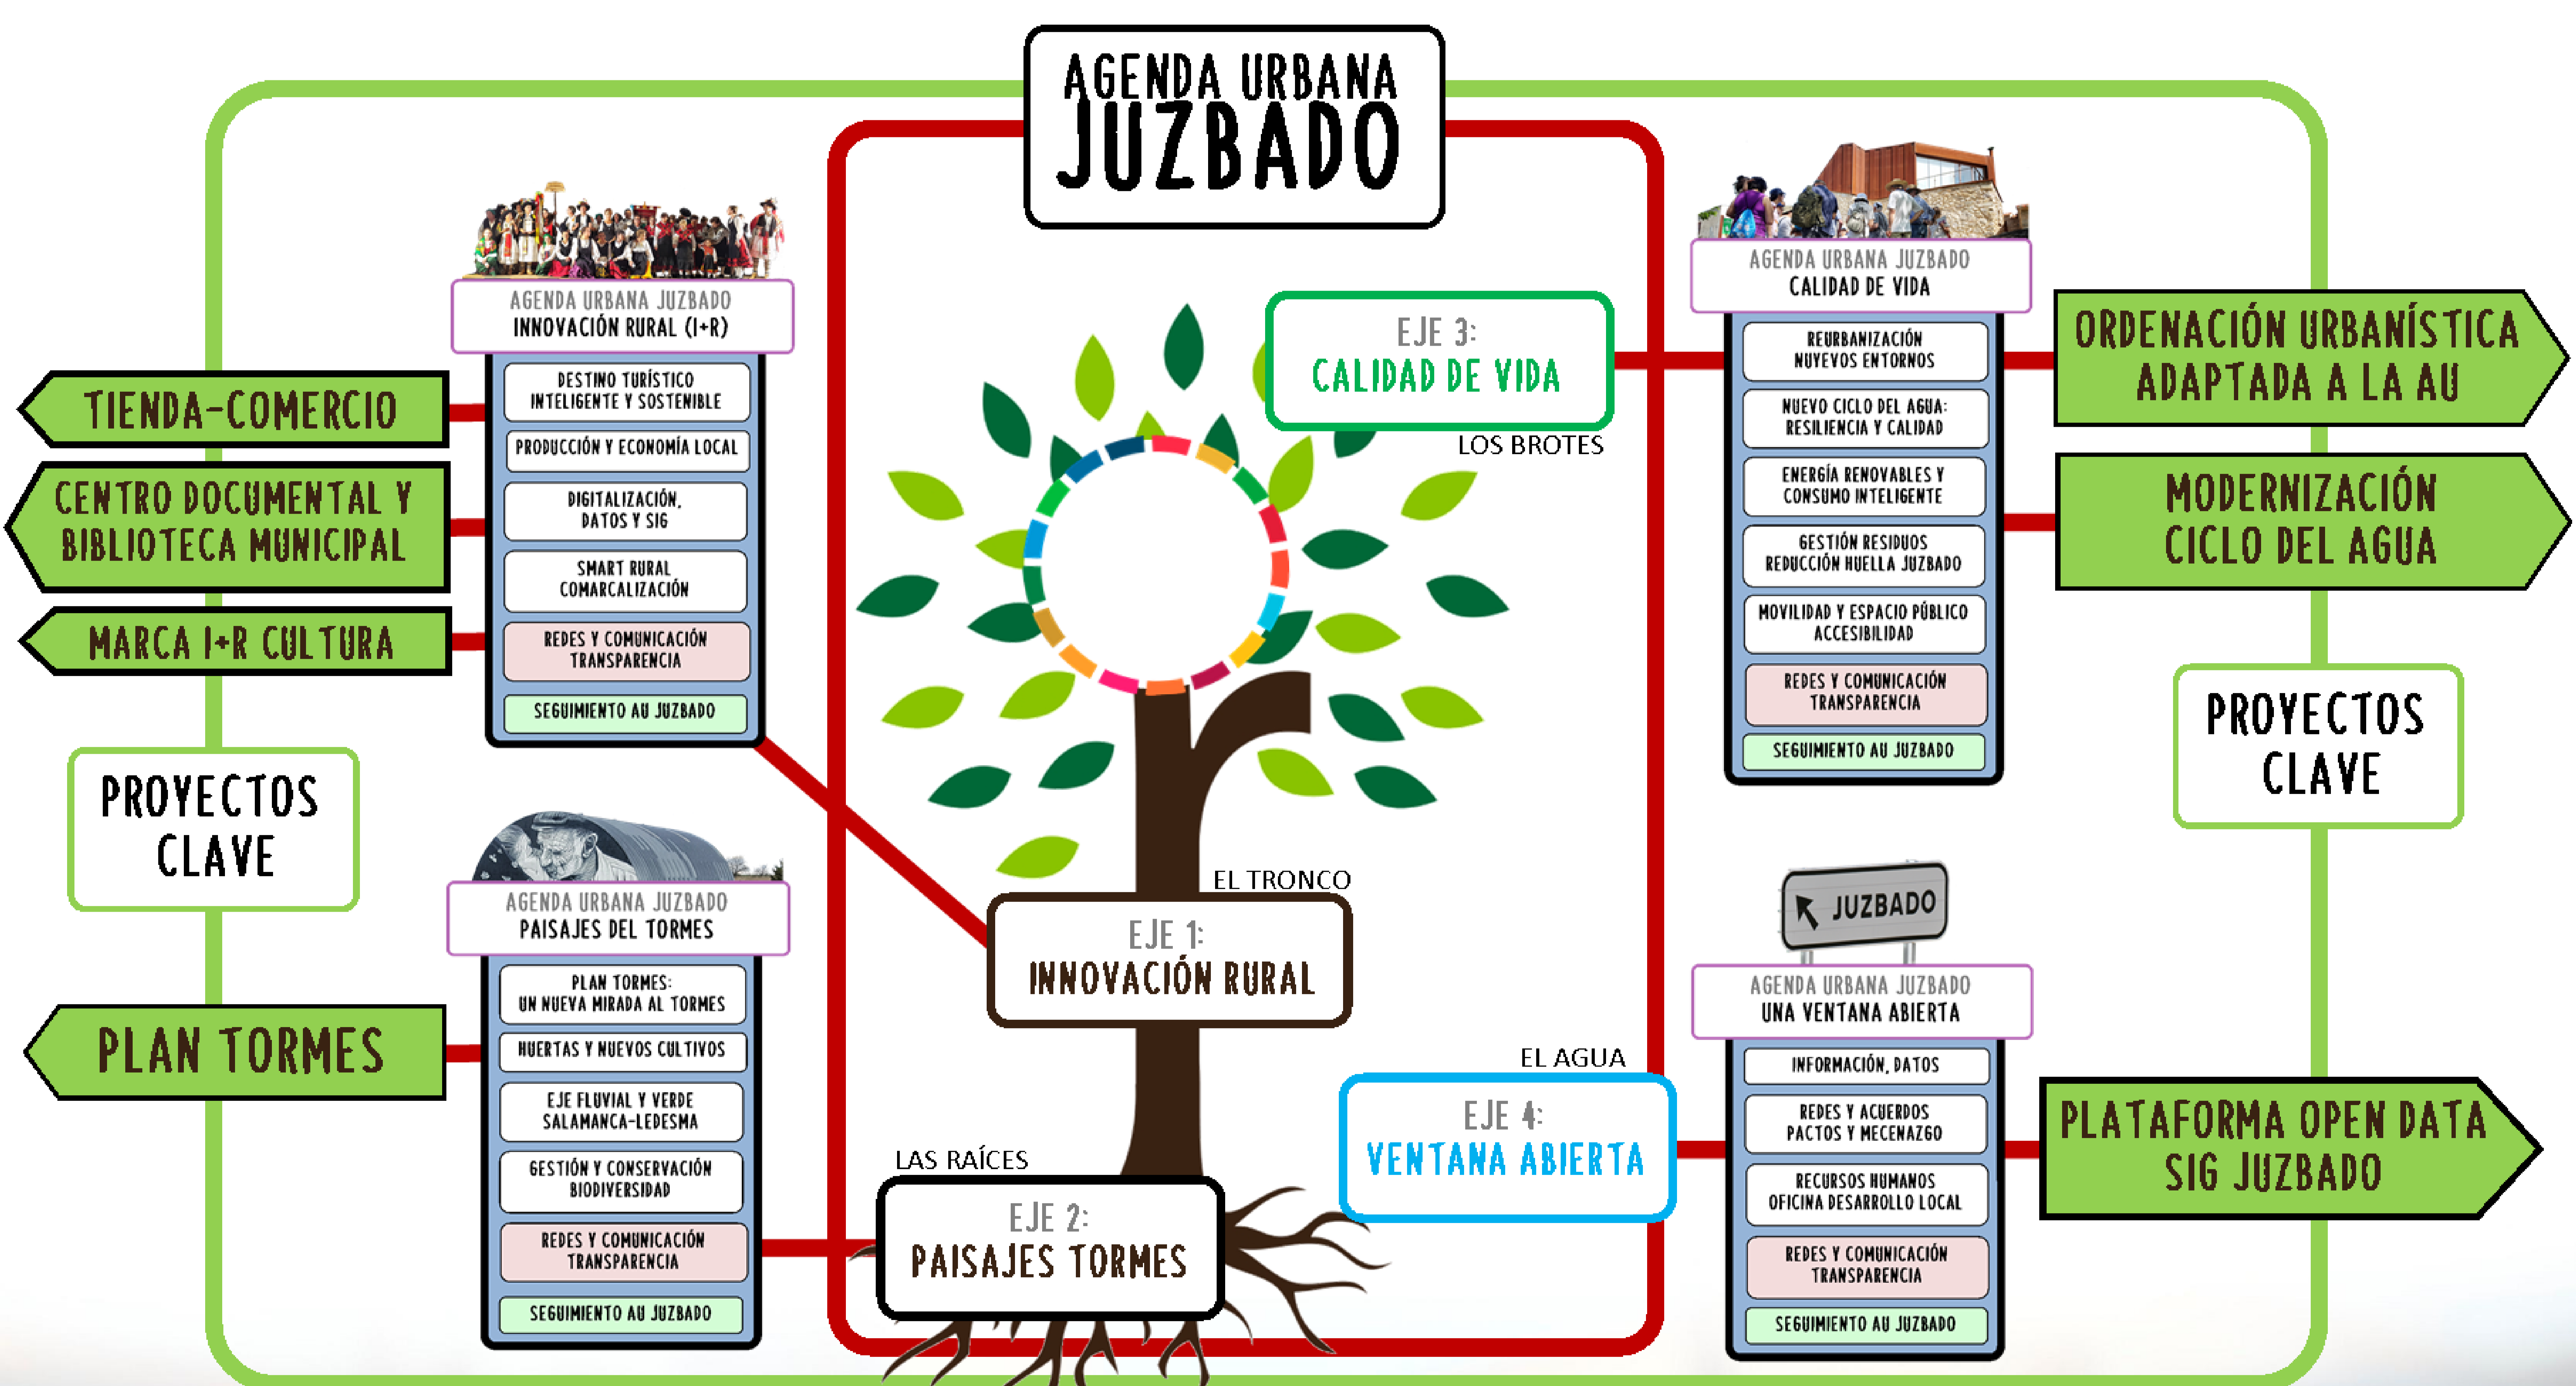 AGENDA URBANA
JUZBADO
AGENDA URBANA JUZBADO
INNOVACIÓN RURAL (I+R)
DESTINO TURÍSTICO
INTELIGENTE Y SOSTENIBLE
PRODUCCIÓN Y ECONOMÍA LOCAL
DIGITALIZACIÓN,
DATOS Y SIG
SMART RURAL
COMARCALIZACIÓN
REDES Y COMUNICACIÓN
TRANSPARENCIA
SEGUIMIENTO AU JUZBADO
TIENDA-COMERCIO
CENTRO DOCUMENTAL Y
BIBLIOTECA MUNICIPAL
MARCA I+R CULTURA
PROYECTOS
CLAVE
AGENDA URBANA JUZBADO
PAISAJES DEL TORMES
PLAN TORMES:
UN NUEVA MIRADA AL TORMES
HUERTAS Y NUEVOS CULTIVOS
EJE FLUVIAL Y VERDE
SALAMANCA-LEDESMA
GESTIÓN Y CONSERVACIÓN
BIODIVERSIDAD
REDES Y COMUNICACIÓN
TRANSPARENCIA
SEGUIMIENTO AU JUZBADO
PLAN TORMES
EJE 3:
CALIDAD DE VIDA
LOS BROTES
EL TRONCO
EJE 1:
INNOVACIÓN RURAL
EL AGUA
EJE 4:
VENTANA ABIERTA
LAS RAÍCES
EJE 2:
PAISAJES TORMES
AGENDA URBANA JUZBADO
CALIDAD DE VIDA
REURBANIZACIÓN
NUYEVOS ENTORNOS
NUEVO CICLO DEL AGUA:
RESILIENCIA Y CALIDAD
ENERGÍA RENOVABLES Y
CONSUMO INTELIGENTE
GESTIÓN RESIDUOS
REDUCCIÓN HUELLA JUZBADO
MOVILIDAD Y ESPACIO PÚBLICO
ACCESIBILIDAD
REDES Y COMUNICACIÓN
TRANSPARENCIA
SEGUIMIENTO AU JUZBADO
ORDENACIÓN URBANÍSTICA
ADAPTADA A LA AU
MODERNIZACIÓN
CICLO DEL AGUA
PROYECTOS
CLAVE
JUZBADO
AGENDA URBANA JUZBADO
UNA VENTANA ABIERTA
INFORMACIÓN, DATOS
REDES Y ACUERDOS
PACTOS Y MECENAZGO
RECURSOS HUMANOS
OFICINA DESARROLLO LOCAL
REDES Y COMUNICACIÓN
TRANSPARENCIA
SEGUIMIENTO AU JUZBADO
PLATAFORMA OPEN DATA
SIG JUZBADO